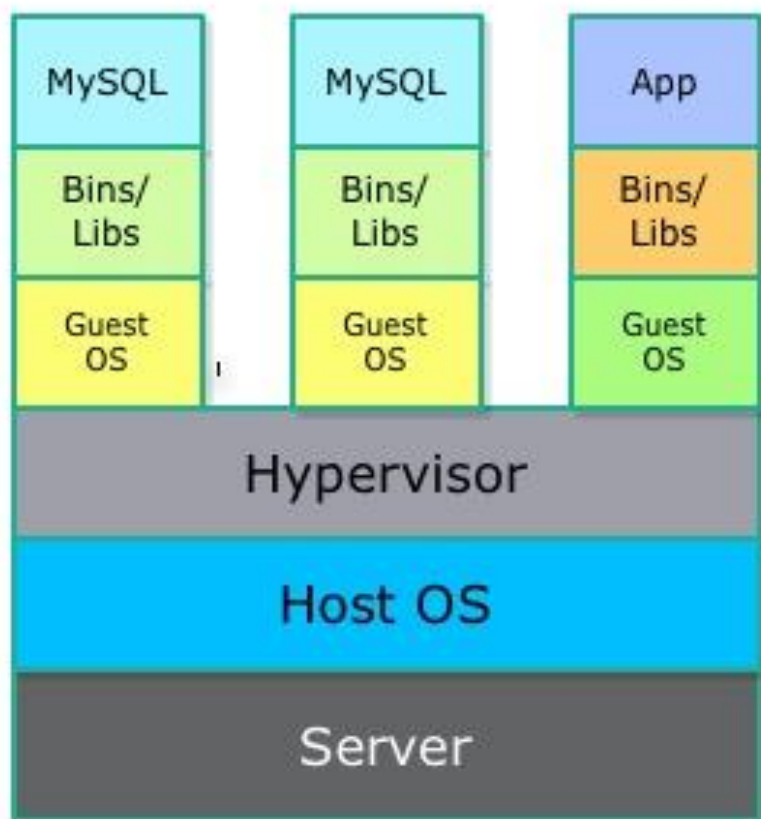 MySQL
MySQL
App
Bins/
Libs
Bins/
Libs
Bins/
Libs
Guest
OS
Guest
OS
Guest
OS
Hypervisor
Host OS
Server